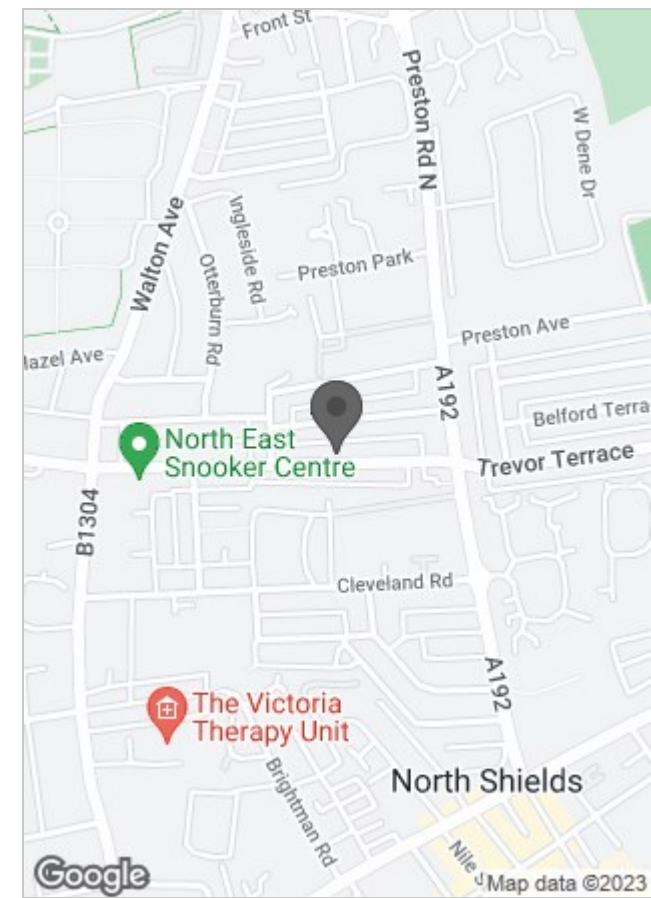 Front St
Preston Rd N
W Dene Dr
Walton Ave
Ingleside Rd
Otterburn Rd
Preston Park
Preston Ave
lazel Ave
A192
Belford Terra
North East
Snooker Centre
Trevor Terrace
B1304
Cleveland Rd
A192
The Victoria
Therapy Unit
Brightman Rd
North Shields
Nile
Google
Map data ©2023